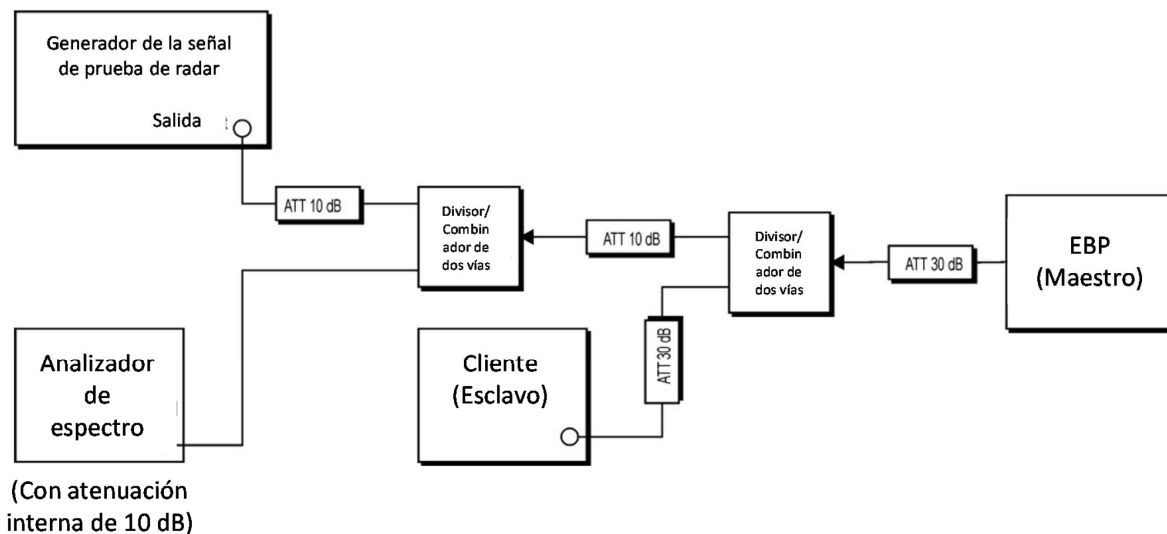 Generador de la señal
de prueba de radar
Salida
ATT 10 dB
Divisor/
Combin
ador de
dos vías
ATT 10 dB
Divisor/
Combin
ador de
dos vías
ATT 30 dB
EBP
(Maestro)
ATT 30 dB
Cliente
(Esclavo)
Analizador
de
espectro
(Con atenuación
interna de 10 dB)